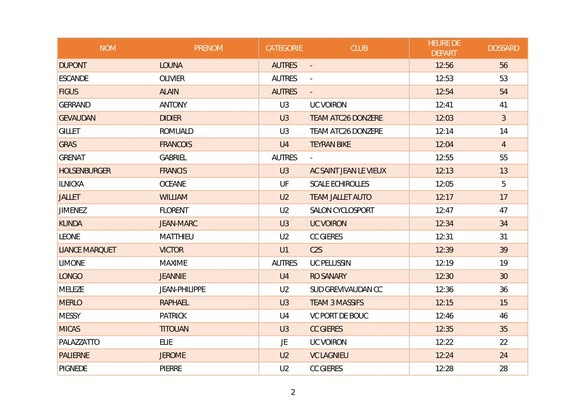 NOM PRENOM CATEGORIE CLUB HEURE DE DEPART DOSSARD
DUPONT LOUNA AUTRES - 12:56 56
ESCANDE OLIVIER AUTRES - 12:53 53
FIGUS ALAIN AUTRES - 12:54 54
GERRAND ANTONY U3 UC VOIRON 12:41 41
GEVAUDAN DIDIER U3 TEAM ATC26 DONZERE 12:03 3
GILLET ROMUALD U3 TEAM ATC26 DONZERE 12:14 14
GRAS FRANCOIS U4 TEYRAN BIKE 12:04 4
GRENAT GABRIEL AUTRES - 12:55 55
HOLSENBURGER FRANCIS U3 AC SAINT JEAN LE VIEUX 12:13 13
ILNICKA OCEANE UF SCALE ECHIROLLES 12:05 5
JALLET WILLIAM U2 TEAM JALLET AUTO 12:17 17
JIMENEZ FLORENT U2 SALON CYCLOSPORT 12:47 47
KUNDA JEAN-MARC U3 UC VOIRON 12:34 34
LEONE MATTHIEU U2 CC GIERES 12:31 31
LIANCE MARQUET VICTOR U1 C2S 12:39 39
LIMONE MAXIME AUTRES UC PELUSSIN 12:19 19
LONGO JEANNIE U4 RO SANARY 12:30 30
MELEZE JEAN-PHILIPPE U2 SUD GREVIVAUDAN CC 12:36 36
MERLO RAPHAEL U3 TEAM 3 MASSIFS 12:15 15
MESSY PATRICK U4 VC PORT DE BOUC 12:46 46
MICAS TITOUAN U3 CC GIERES 12:35 35
PALAZZATTO ELIE JE UC VOIRON 12:22 22
PALIERNE JEROME U2 VC LAGNIEU 12:24 24
PIGNEDE PIERRE U2 CC GIERES 12:28 28
2